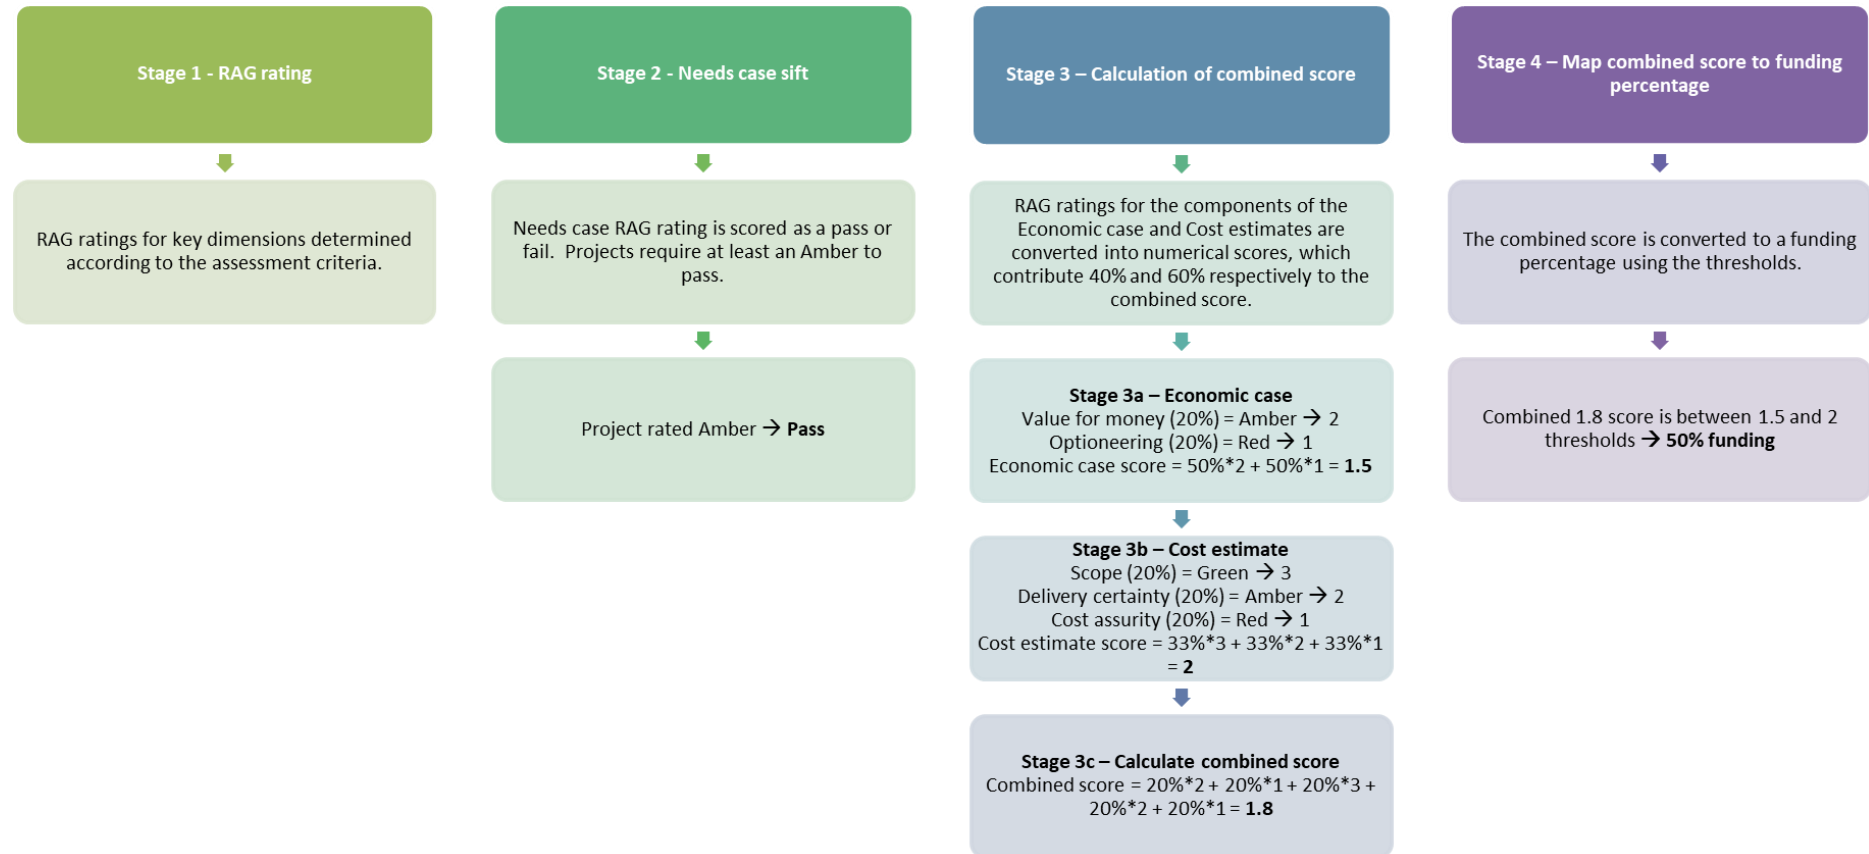 Stage 1 - RAG rating
RAG ratings for key dimensions determined
according to the assessment criteria.
Stage 2 - Needs case sift
Needs case RAG rating is scored as a pass or
fail.  Projects require at least an Amber to
pass.
Project rated Amber → Pass
Stage 3 – Calculation of combined score
RAG ratings for the components of the
Economic case and Cost estimates are
converted into numerical scores, which
contribute 40% and 60% respectively to the
combined score.
Stage 3a – Economic case
Value for money (20%) = Amber → 2
Optioneering (20%) = Red → 1
Economic case score = 50%*2 + 50%*1 = 1.5
Stage 3b – Cost estimate
Scope (20%) = Green → 3
Delivery certainty (20%) = Amber → 2
Cost assurity (20%) = Red → 1
Cost estimate score = 33%*3 + 33%*2 + 33%*1
= 2
Stage 3c – Calculate combined score
Combined score = 20%*2 + 20%*1 + 20%*3 +
20%*2 + 20%*1 = 1.8
Stage 4 – Map combined score to funding
percentage
The combined score is converted to a funding
percentage using the thresholds.
Combined 1.8 score is between 1.5 and 2
thresholds → 50% funding